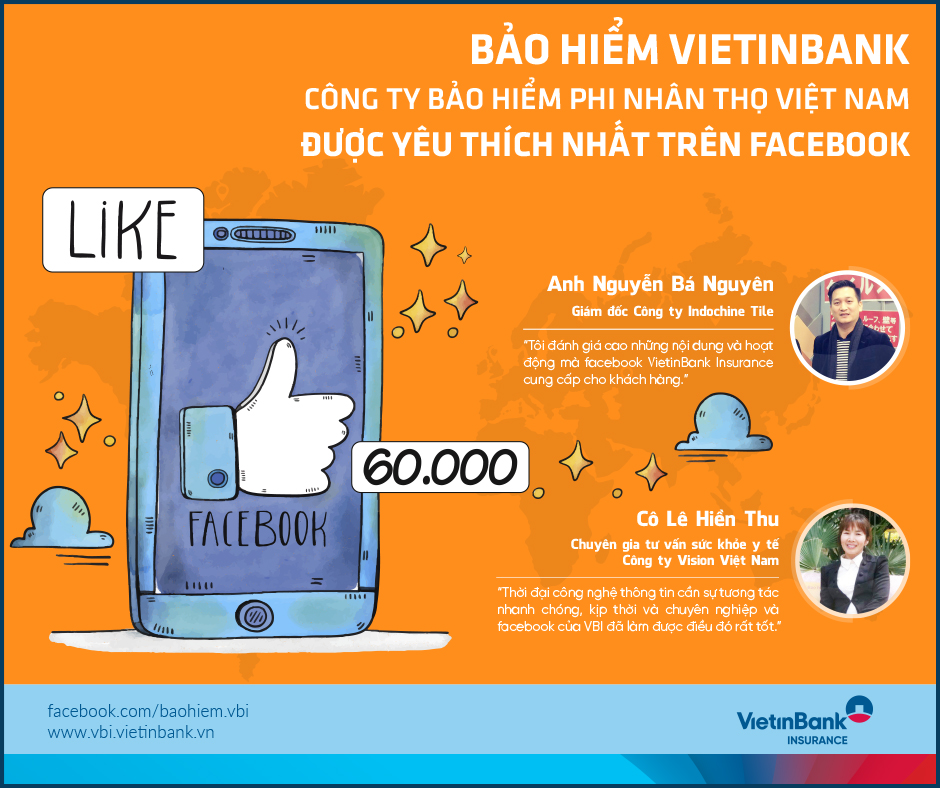 BẢO HIỂM VIETINBANK
CÔNG TY BẢO HIỂM PHI NHÂN THỌ VIỆT NAM
ĐƯỢC YÊU THÍCH NHẤT TRÊN FACEBOOK
LIKE
Anh Nguyễn Bá Nguyên
Giám đốc Công ty Indochine Tile
"Tôi đánh giá cao những nội dung và hoạt
động mà facebook VietinBank Insurance
cung cấp cho khách hàng."
60.000
FACEBOOK
Cô Lê Hiền Thu
Chuyên gia tư vấn sức khỏe y tế
Công ty Vision Việt Nam
"Thời đại công nghệ thông tin cần sự tương tác
nhanh chóng, kịp thời và chuyên nghiệp và
facebook của VBI đã làm được điều đó rất tốt."
facebook.com/baohiem.vbi
www.vbi.vietinbank.vn
VietinBank
INSURANCE